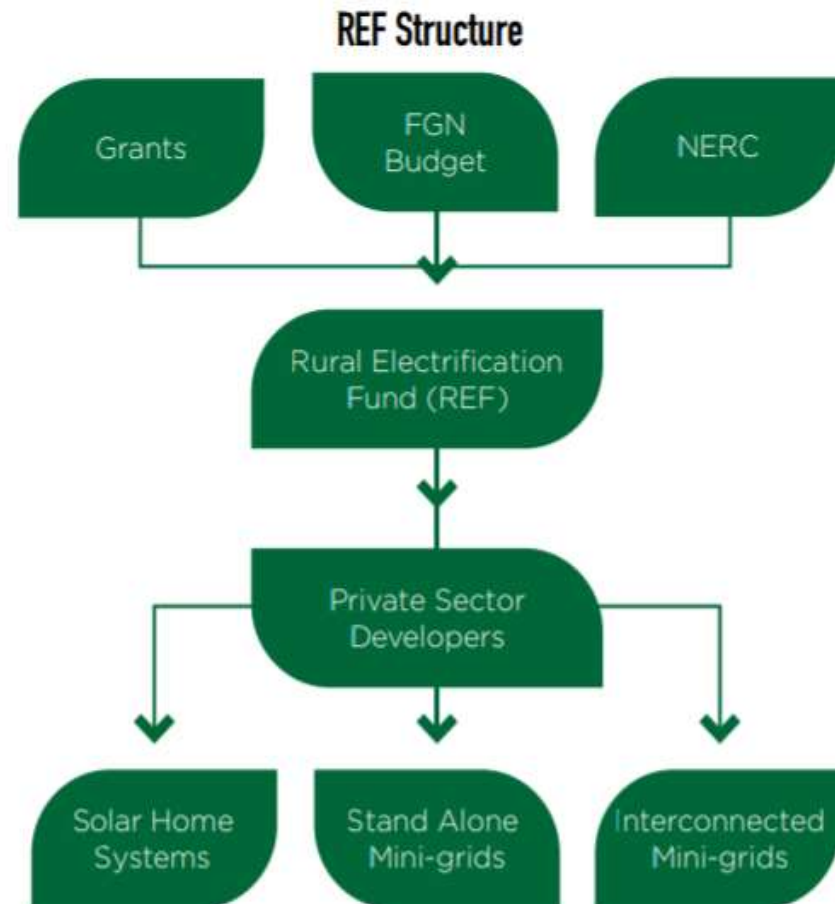 REF Structure
Grants
FGN
Budget
NERC
Rural Electrification
Fund (REF)
Private Sector
Developers
Solar Home
Systems
Stand Alone
Mini-grids
Interconnected
Mini-grids